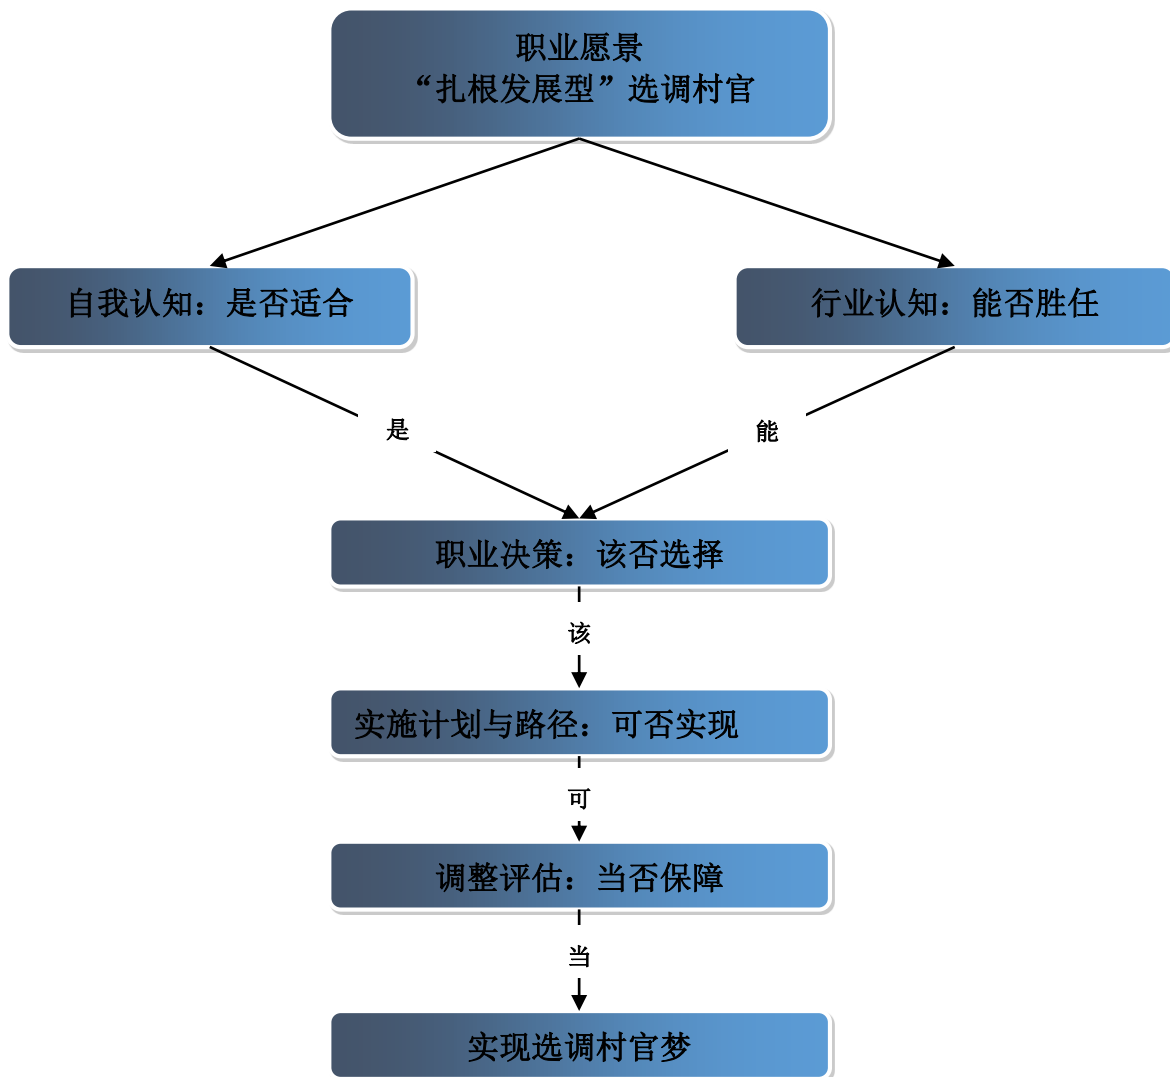 职业愿景
“扎根发展型”选调村官
自我认知：是否适合
行业认知：能否胜任
是
能
职业决策：该否选择
该
实施计划与路径：可否实现
可
调整评估：当否保障
当
实现选调村官梦